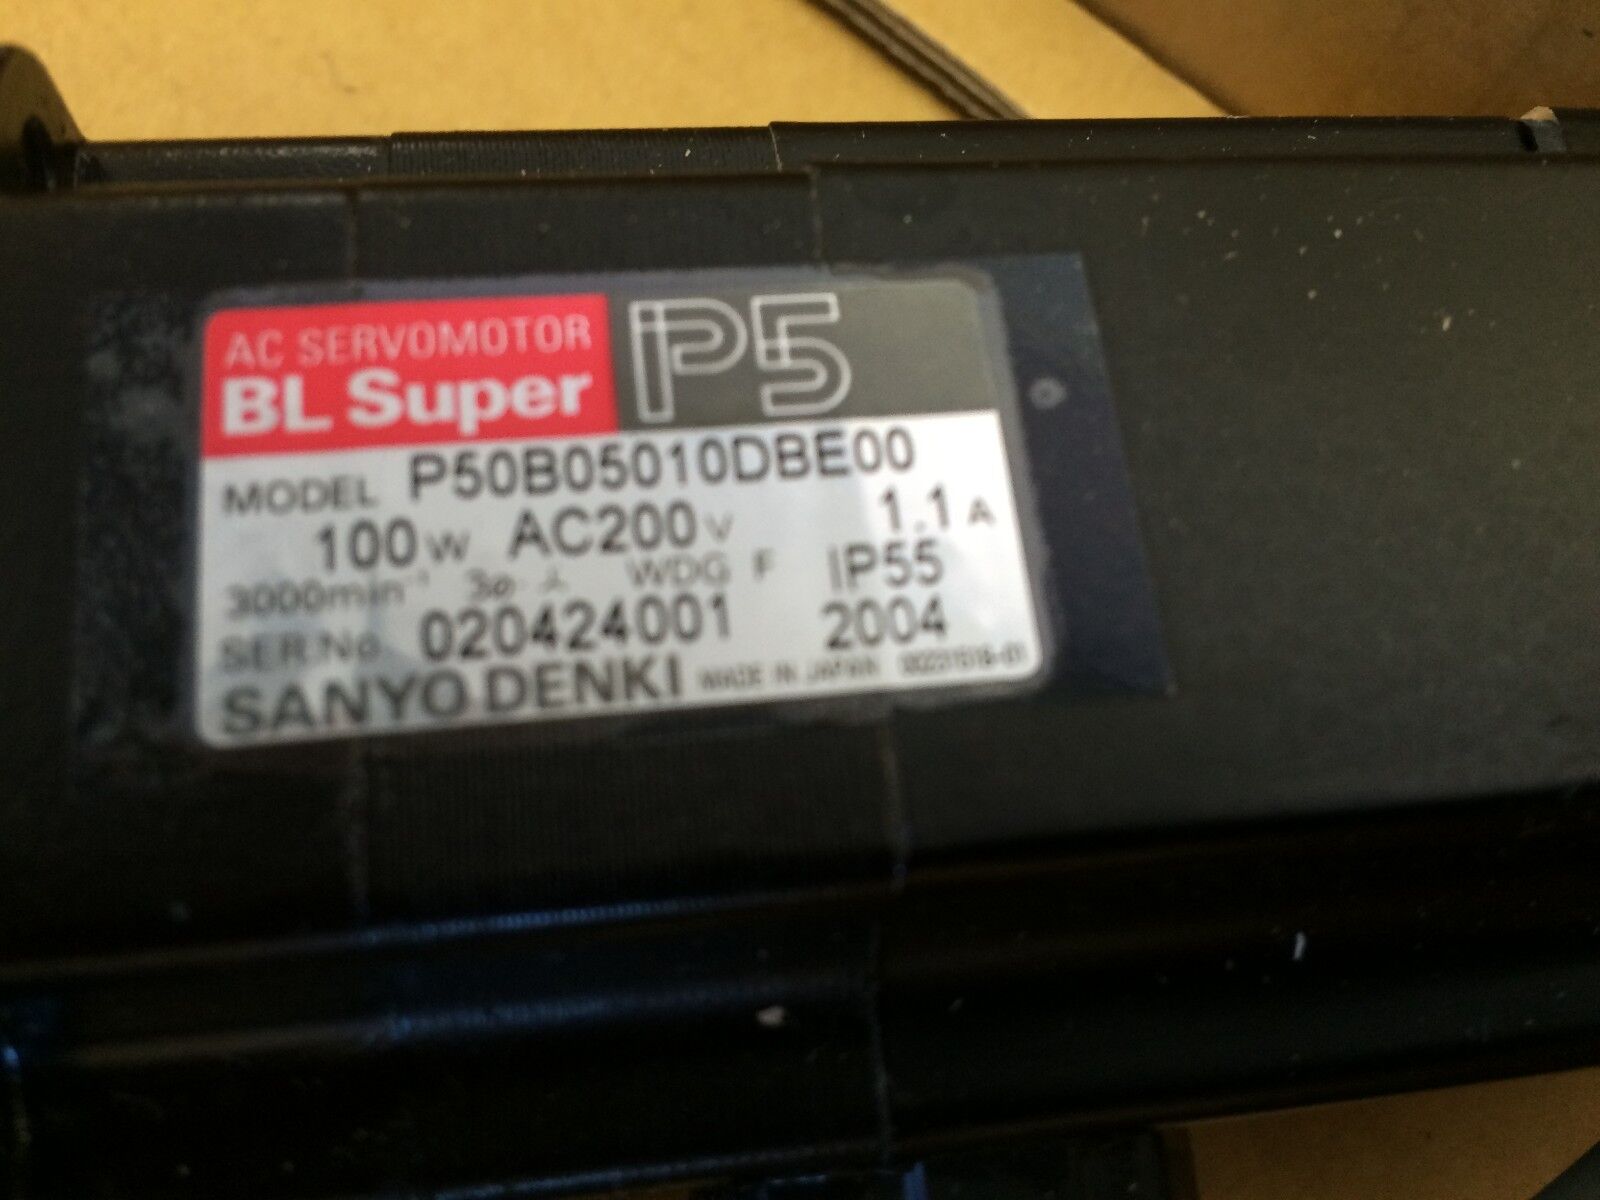 AC SERVOMOTOR
BL Super
P5
MODEL P50B05010DBE00
100W AC200V 1.1A
3000min⁻¹ 3ø WDG F IP55
SER.No. 020424001 2004
SANYO DENKI MADE IN JAPAN